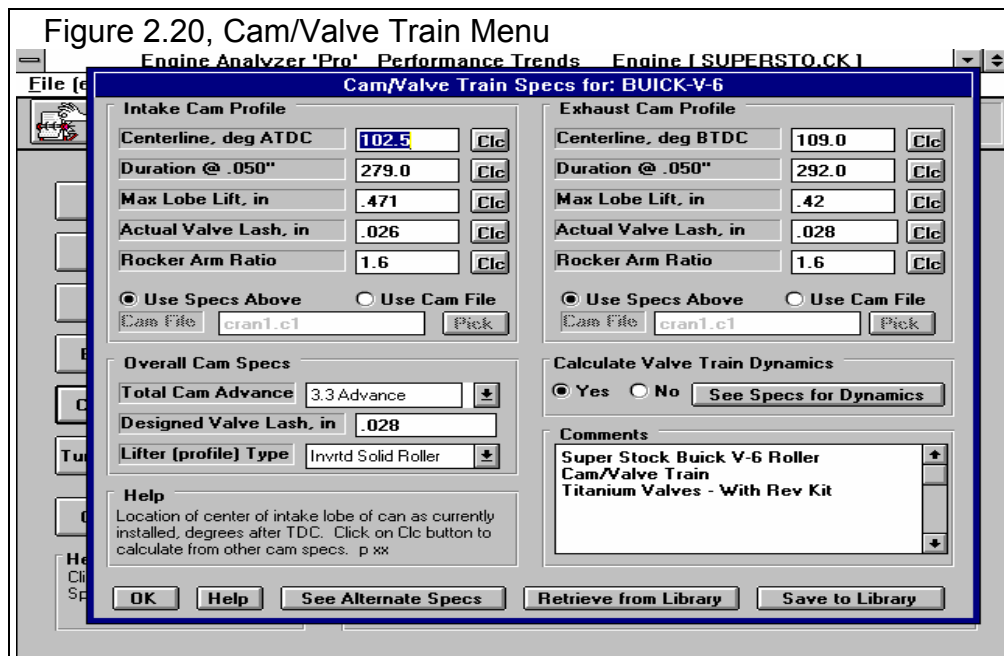 Figure 2.20, Cam/Valve Train Menu
Engine Analyzer 'Pro' Performance Trends Engine [ SUPERSTO.CK ]
File (e
Cam/Valve Train Specs for: BUICK-V-6
Intake Cam Profile
Centerline, deg ATDC 102.5 Clc
Duration @ .050" 279.0 Clc
Max Lobe Lift, in .471 Clc
Actual Valve Lash, in .026 Clc
Rocker Arm Ratio 1.6 Clc
Use Specs Above Use Cam File
Cam File cran1.c1 Pick
Exhaust Cam Profile
Centerline, deg BTDC 109.0 Clc
Duration @ .050" 292.0 Clc
Max Lobe Lift, in .42 Clc
Actual Valve Lash, in .028 Clc
Rocker Arm Ratio 1.6 Clc
Use Specs Above Use Cam File
Cam File cran1.c1 Pick
Overall Cam Specs
Total Cam Advance 3.3 Advance
Designed Valve Lash, in .028
Lifter (profile) Type Invrtd Solid Roller
Calculate Valve Train Dynamics
Yes No See Specs for Dynamics
Comments
Super Stock Buick V-6 Roller
Cam/Valve Train
Titanium Valves - With Rev Kit
Help
Location of center of intake lobe of can as currently
installed, degrees after TDC. Click on Clc button to
calculate from other cam specs. p xx
OK Help See Alternate Specs Retrieve from Library Save to Library
Tu
He
Cli
Sp